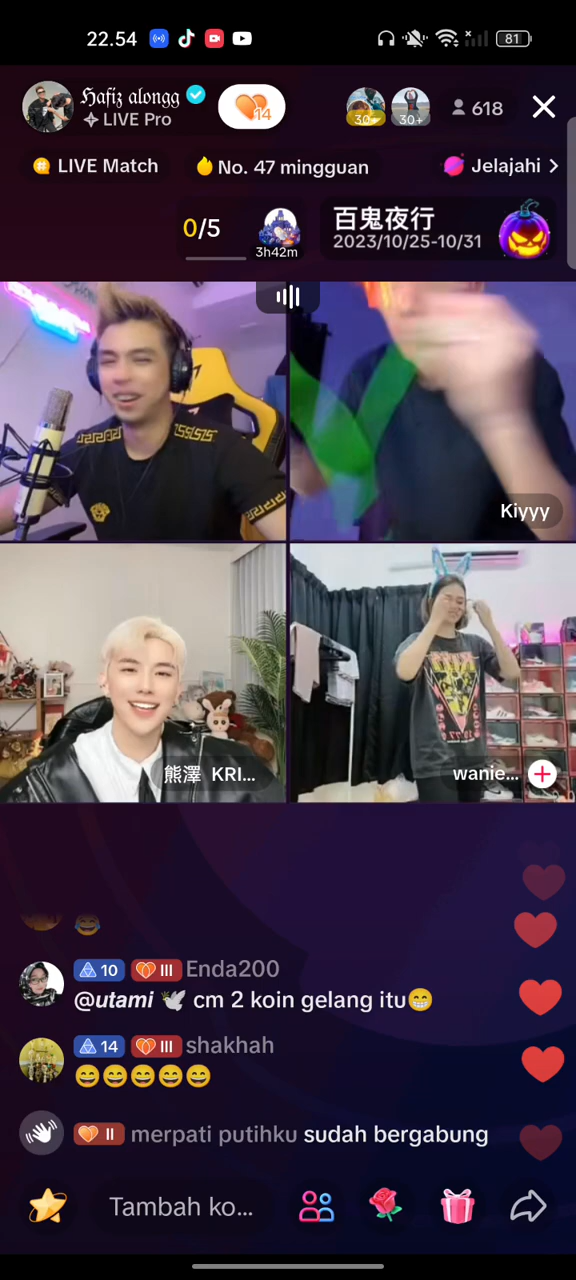 22.54
81
ℌafiz alongg
LIVE Pro
14
30+
30+
618
LIVE Match
No. 47 mingguan
Jelajahi
0/5
3h42m
百鬼夜行
2023/10/25-10/31
Kiyyy
熊澤 KRI...
wanie...
10
III
Enda200
@utami 🕊 cm 2 koin gelang itu😁
14
III
shakhah
😄😄😄😄😄
II
merpati putihku sudah bergabung
Tambah ko...